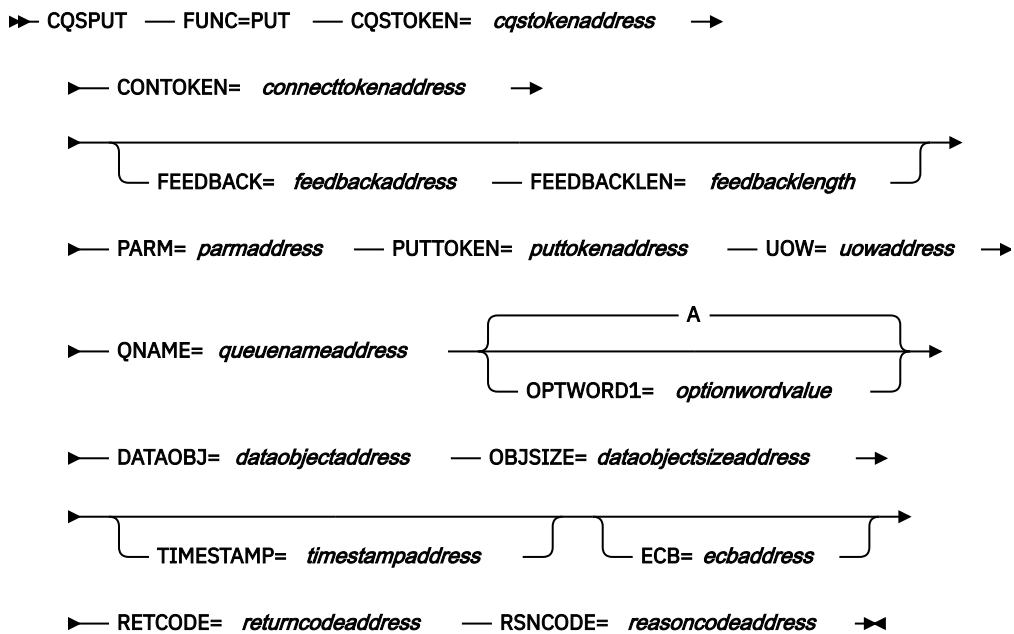 CQSPUT FUNC=PUT CQSTOKEN= cqstokenaddress
CONTOKEN= connecttokenaddress
FEEDBACK= feedbackaddress FEEDBACKLEN= feedbacklength
PARM= parmaddress PUTTOKEN= puttokenaddress UOW= uowaddress
A
QNAME= queuenameaddress
OPTWORD1= optionwordvalue
DATAOBJ= dataobjectaddress OBJSIZE= dataobjectsizeaddress
TIMESTAMP= timestampaddress ECB= ecbaddress
RETCODE= returncodeaddress RSNCODE= reasoncodeaddress